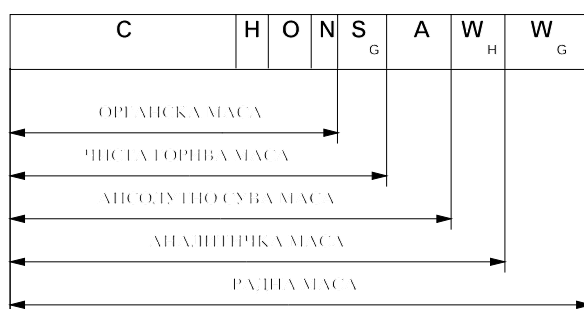 C H O N S G A W H W G
ОРГАНСКА МАСА
ЧИСТА ГОРИВА МАСА
АПСОЛУТНО СУВА МАСА
АНАЛИТИЧКА МАСА
РАДНА МАСА